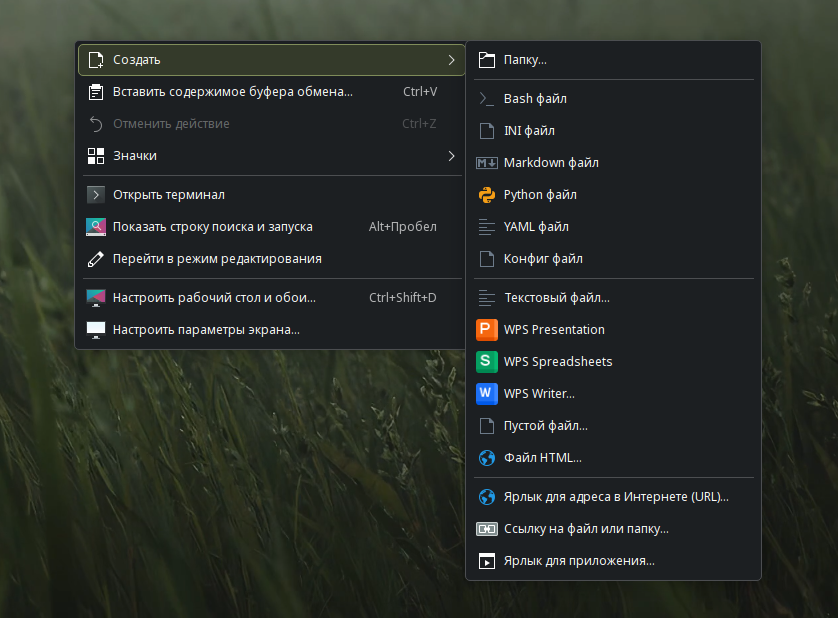 Создать
Вставить содержимое буфера обмена... Ctrl+V
Отменить действие Ctrl+Z
Значки
Открыть терминал
Показать строку поиска и запуска Alt+Пробел
Перейти в режим редактирования
Настроить рабочий стол и обои... Ctrl+Shift+D
Настроить параметры экрана...
Папку...
Bash файл
INI файл
Markdown файл
Python файл
YAML файл
Конфиг файл
Текстовый файл...
P WPS Presentation
S WPS Spreadsheets
W WPS Writer...
Пустой файл...
Файл HTML...
Ярлык для адреса в Интернете (URL)...
Ссылку на файл или папку...
Ярлык для приложения...